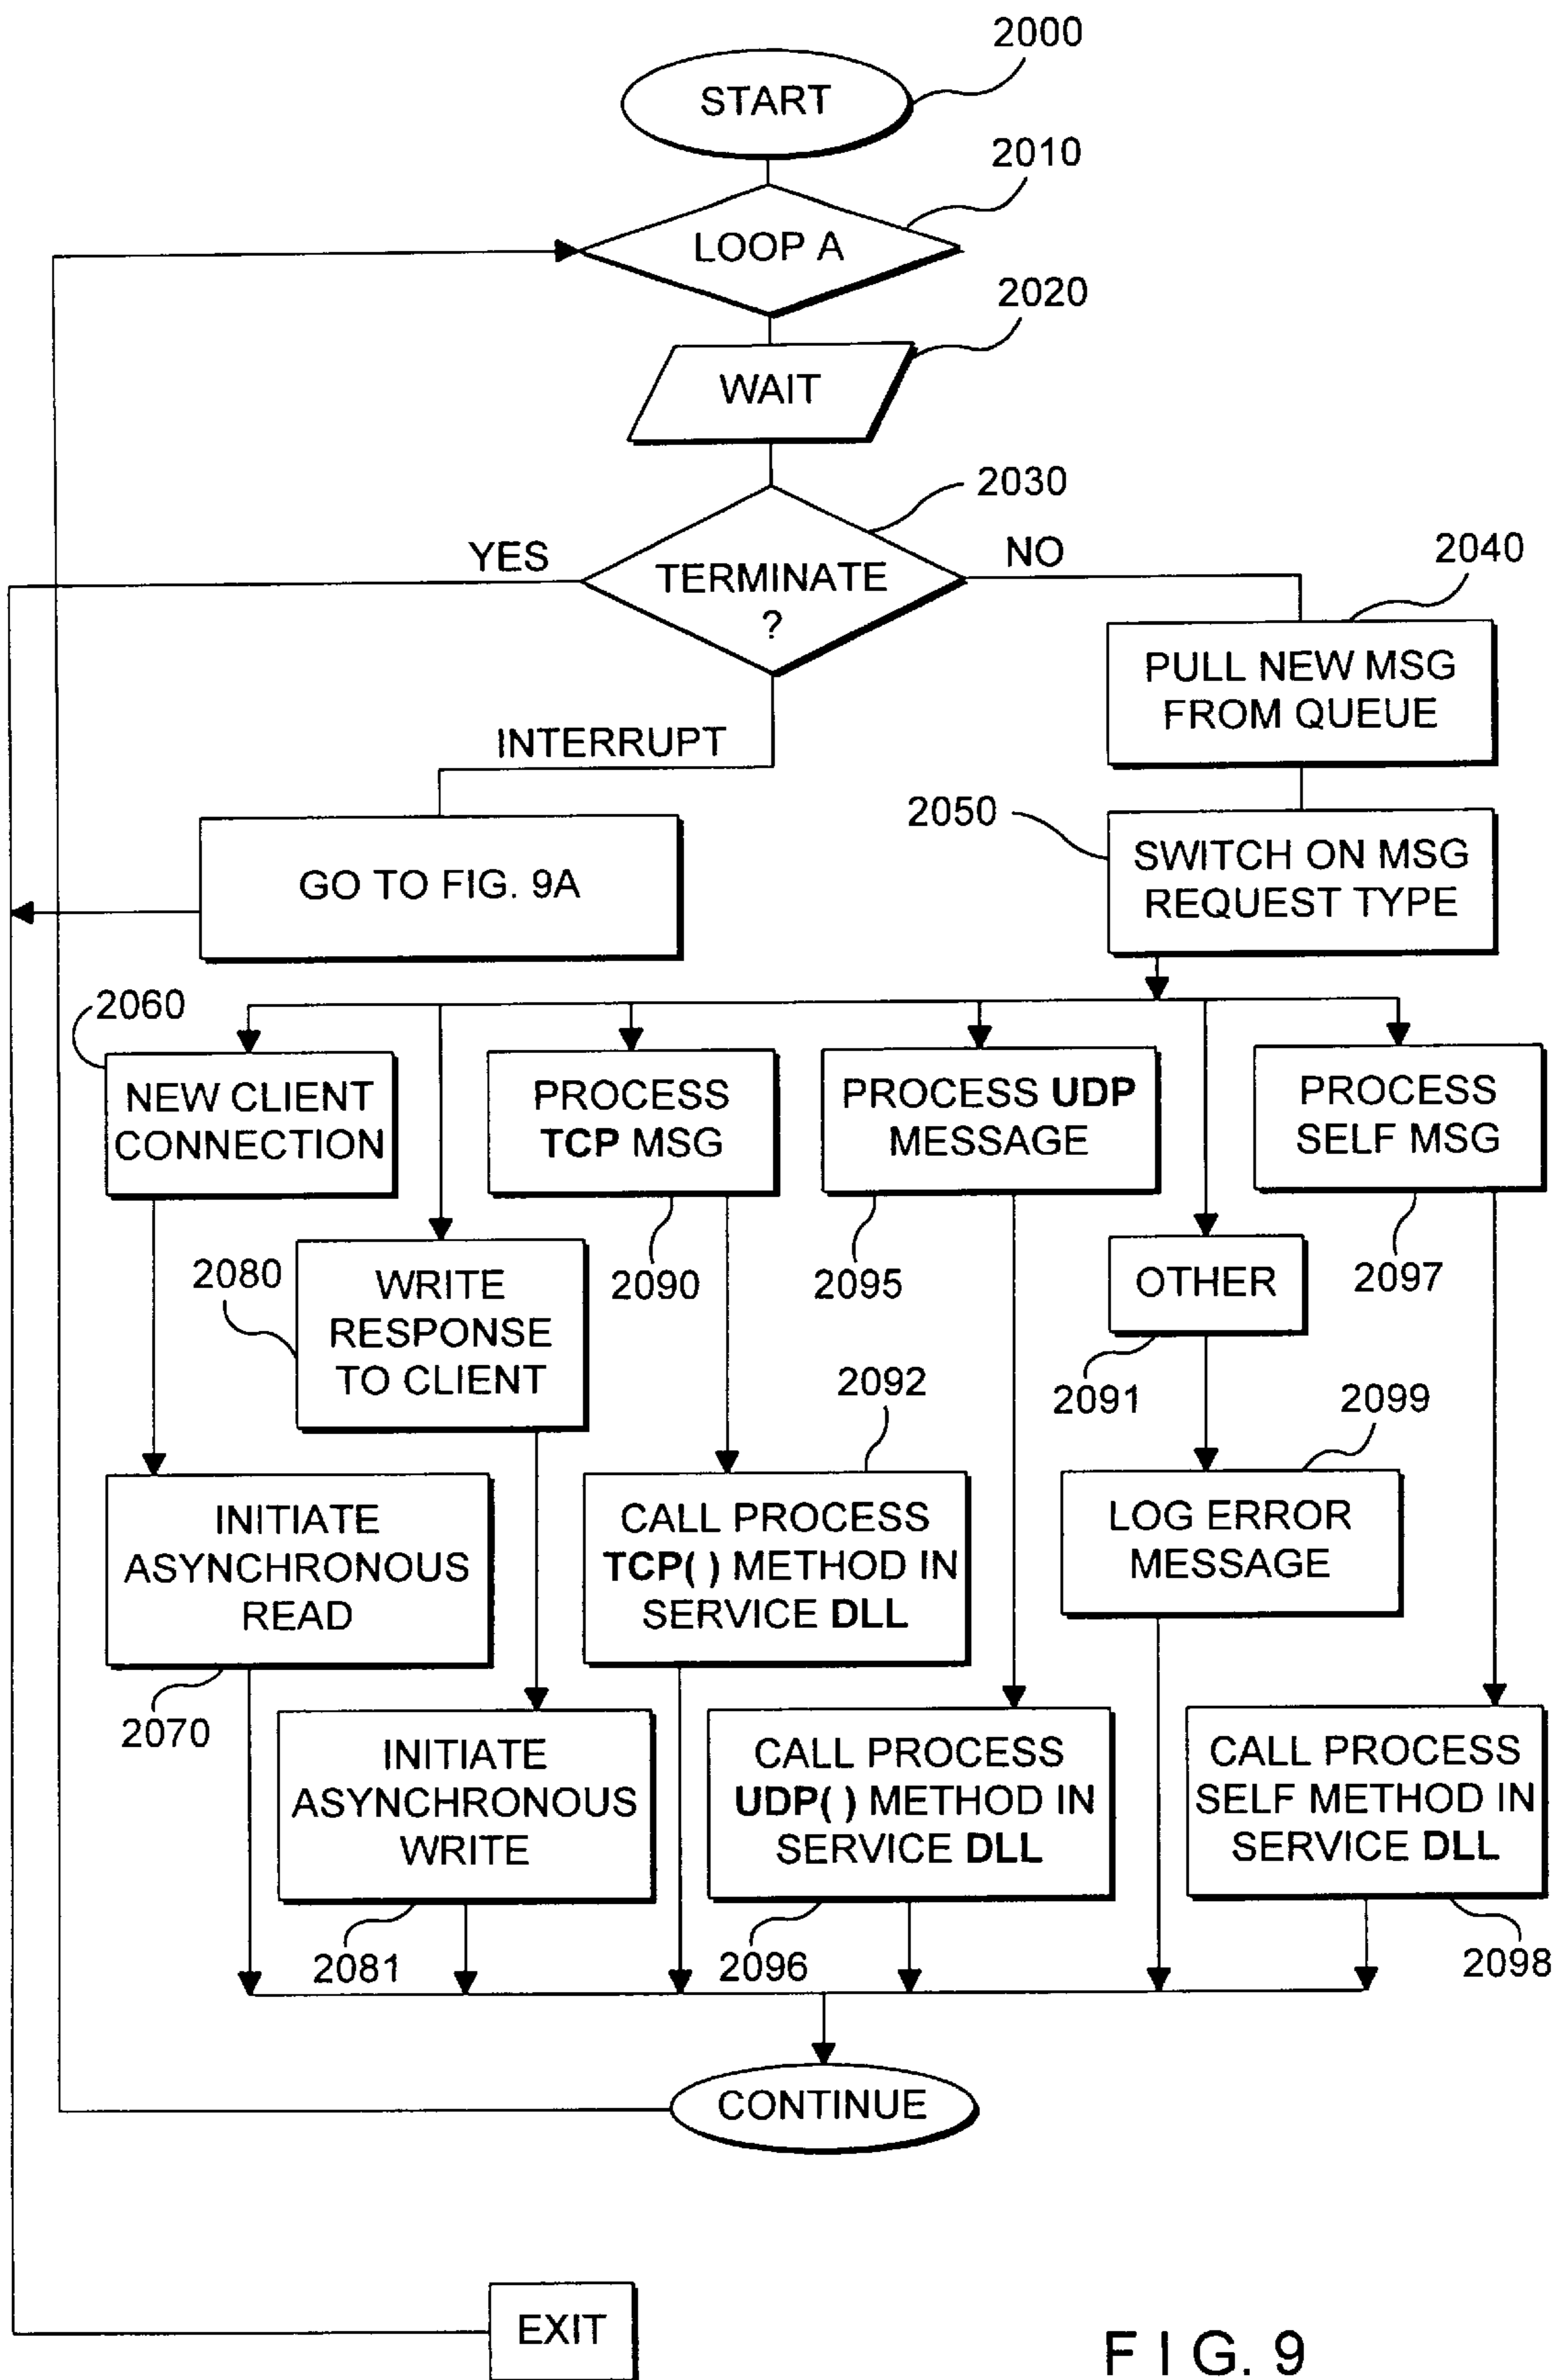 2000
START
2010
LOOP A
2020
WAIT
2030
YES
NO
TERMINATE
?
2040
PULL NEW MSG
FROM QUEUE
INTERRUPT
2050
SWITCH ON MSG
REQUEST TYPE
GO TO FIG. 9A
2060
NEW CLIENT
CONNECTION
PROCESS
TCP MSG
PROCESS UDP
MESSAGE
PROCESS
SELF MSG
2080
WRITE
RESPONSE
TO CLIENT
2090
2095
OTHER
2097
2092
2091
2099
INITIATE
ASYNCHRONOUS
READ
CALL PROCESS
TCP( ) METHOD IN
SERVICE DLL
LOG ERROR
MESSAGE
2070
INITIATE
ASYNCHRONOUS
WRITE
CALL PROCESS
UDP( ) METHOD IN
SERVICE DLL
CALL PROCESS
SELF METHOD IN
SERVICE DLL
2081
2096
2098
CONTINUE
EXIT
F I G. 9